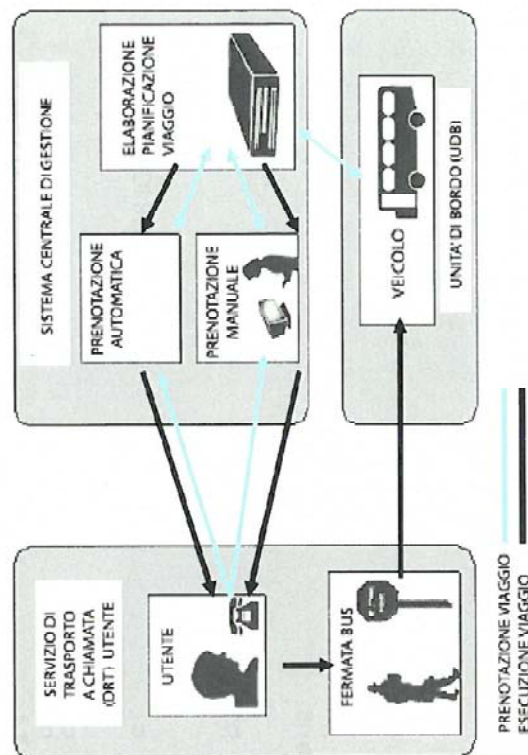 SERVIZIO DI
TRASPORTO
A CHIAMATA
(DRT) UTENTE
UTENTE
FERMATA BUS
SISTEMA CENTRALE DI GESTIONE
PRENOTAZIONE
AUTOMATICA
PRENOTAZIONE
MANUALE
ELABORAZIONE
PIANIFICAZIONE
VIAGGIO
VEICOLO
UNITA' DI BORDO (UDB)
PRENOTAZIONE VIAGGIO
ESECUZIONE VIAGGIO